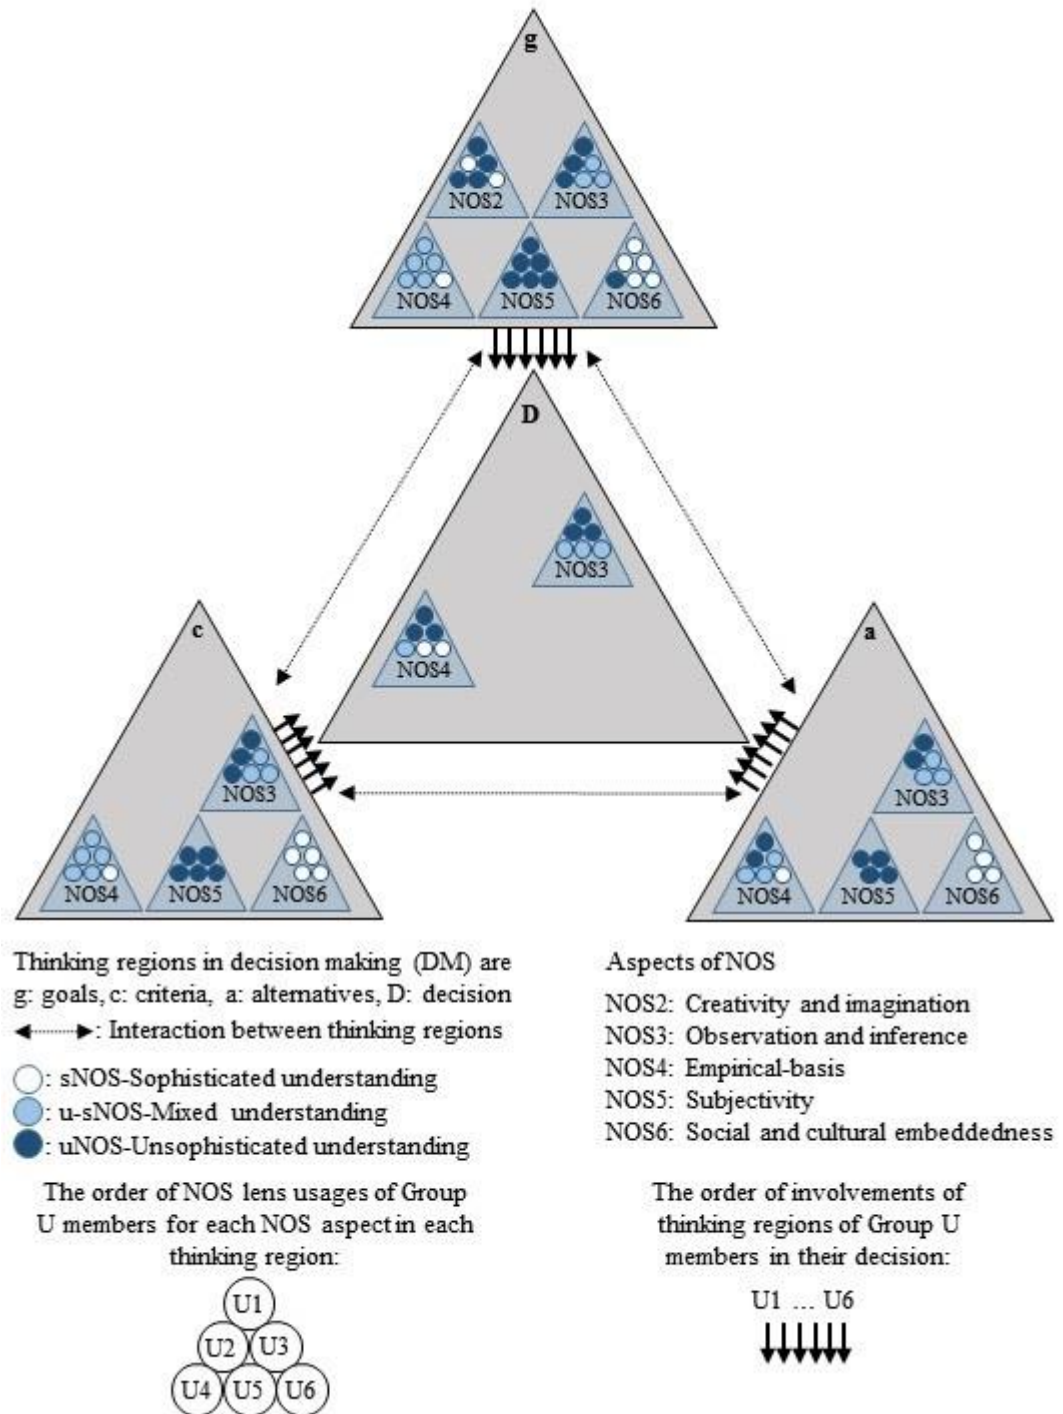 g
NOS2 NOS3
NOS4 NOS5 NOS6
D
NOS3
NOS4
c
NOS3
NOS4 NOS5 NOS6
a
NOS3
NOS4 NOS5 NOS6
Thinking regions in decision making (DM) are
g: goals, c: criteria, a: alternatives, D: decision
: Interaction between thinking regions
: sNOS-Sophisticated understanding
: u-sNOS-Mixed understanding
: uNOS-Unsophisticated understanding
The order of NOS lens usages of Group
U members for each NOS aspect in each
thinking region:
U1
U2 U3
U4 U5 U6
Aspects of NOS
NOS2: Creativity and imagination
NOS3: Observation and inference
NOS4: Empirical-basis
NOS5: Subjectivity
NOS6: Social and cultural embeddedness
The order of involvements of
thinking regions of Group U
members in their decision:
U1 ... U6